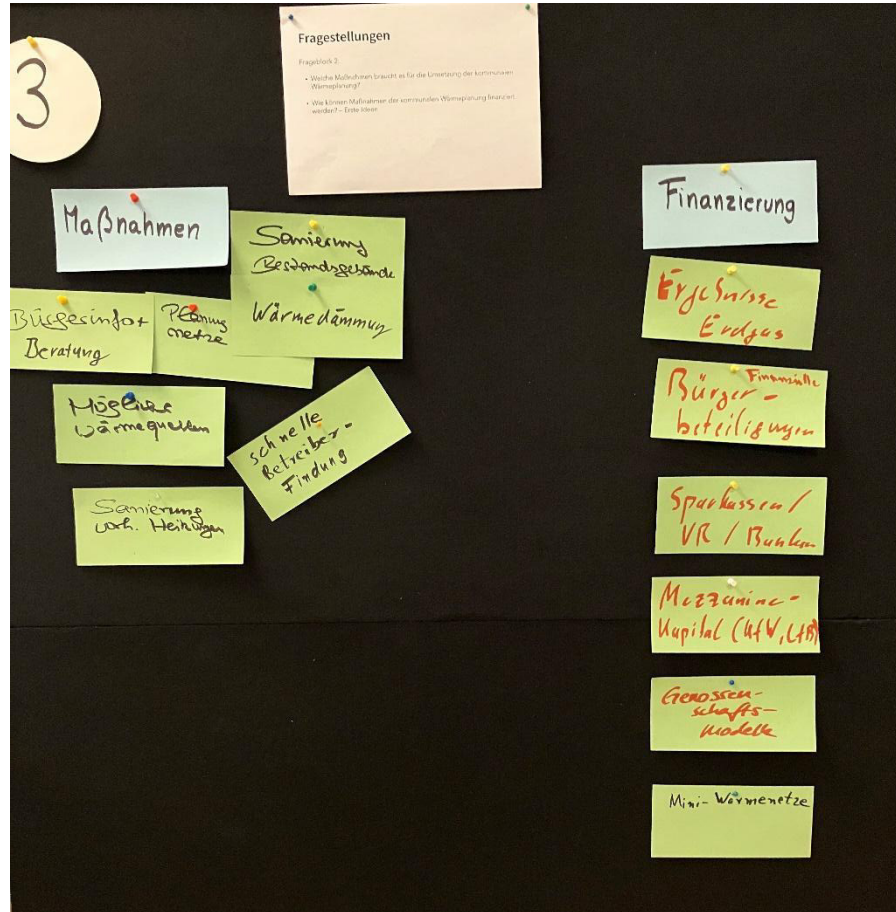 3
Fragestellungen
Frageblock 2:
• Welche Maßnahmen braucht es für die Umsetzung der kommunalen
Wärmeplanung?
• Wie können Maßnahmen der kommunalen Wärmeplanung finanziert
werden? – Erste Ideen
Maßnahmen
Sanierung
Bestandsgebäude
Wärmedämmung
Bürgerinfo +
Beratung
Planung
netze
Mögliche
Wärmequellen
schnelle
Betreiber-
Findung
Sanierung
vorh. Heizungen
Finanzierung
Ergebnisse
Erdgas
Finanzielle
Bürger-
beteiligungen
Sparkassen /
VR / Banken
Mezzanine-
Kapital (KfW,
Genossen-
schafts-
modelle
Mini-Wärmenetze